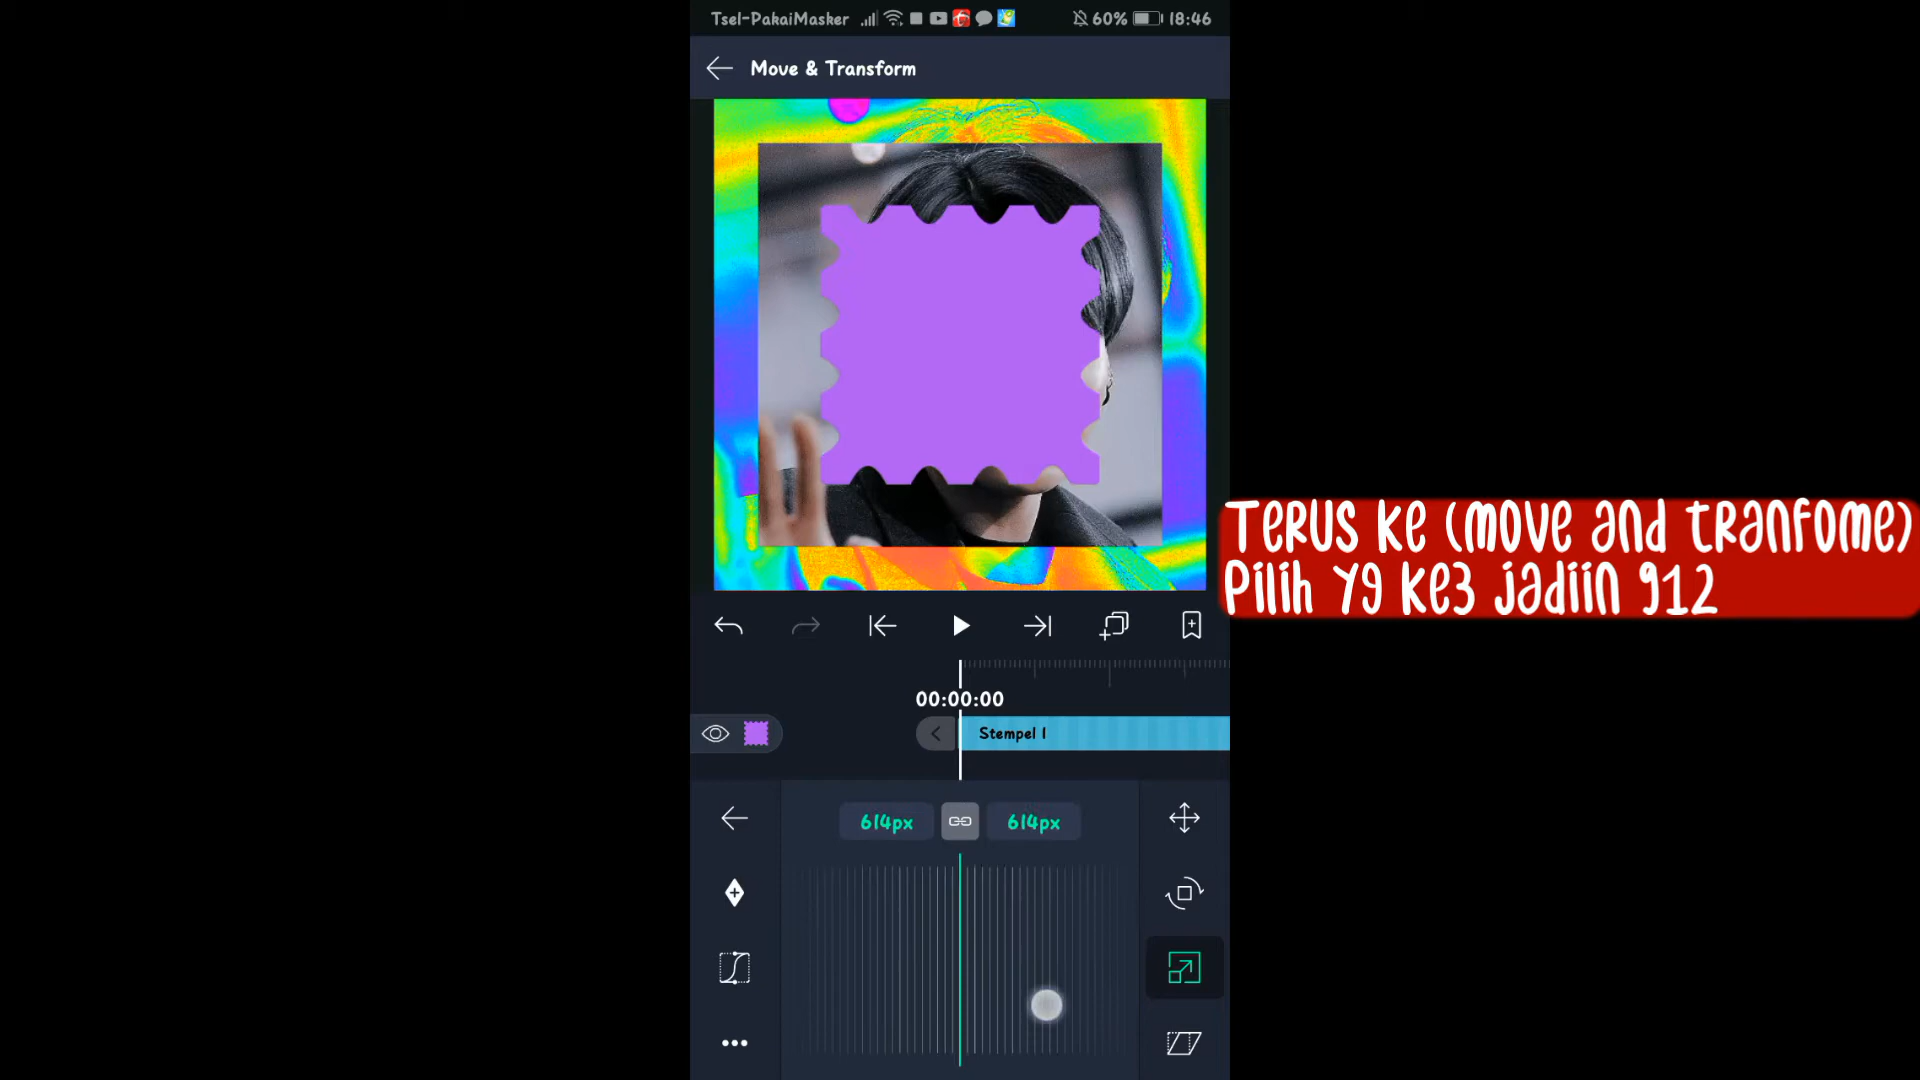 Tsel-PakaiMasker 60% 18:46
Move & Transform
Terus ke (move and tranfome)
Pilih yg ke3 jadiin 912
00:00:00
Stempel 1
614px 614px